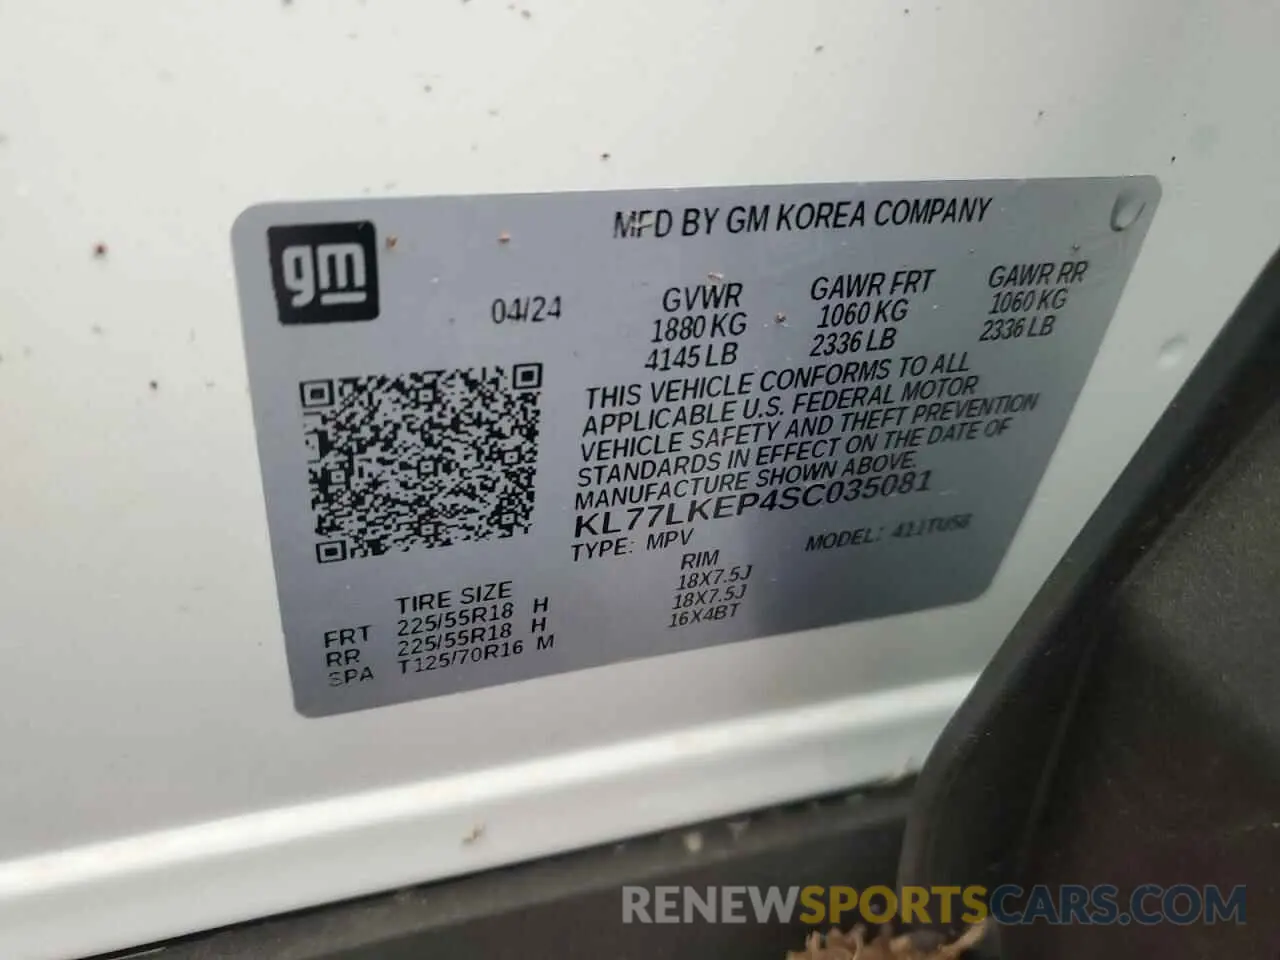 gm
MFD BY GM KOREA COMPANY
04/24
GVWR GAWR FRT GAWR RR
1880 KG 1060 KG 1060 KG
4145 LB 2336 LB 2336 LB
THIS VEHICLE CONFORMS TO ALL
APPLICABLE U.S. FEDERAL MOTOR
VEHICLE SAFETY AND THEFT PREVENTION
STANDARDS IN EFFECT ON THE DATE OF
MANUFACTURE SHOWN ABOVE.
KL77LKEP4SC035081
TYPE: MPV MODEL:
TIRE SIZE RIM
FRT 225/55R18 H 18X7.5J
RR 225/55R18 H 18X7.5J
SPA T125/70R16 M 16X4BT
RENEWSPORTSCARS.COM